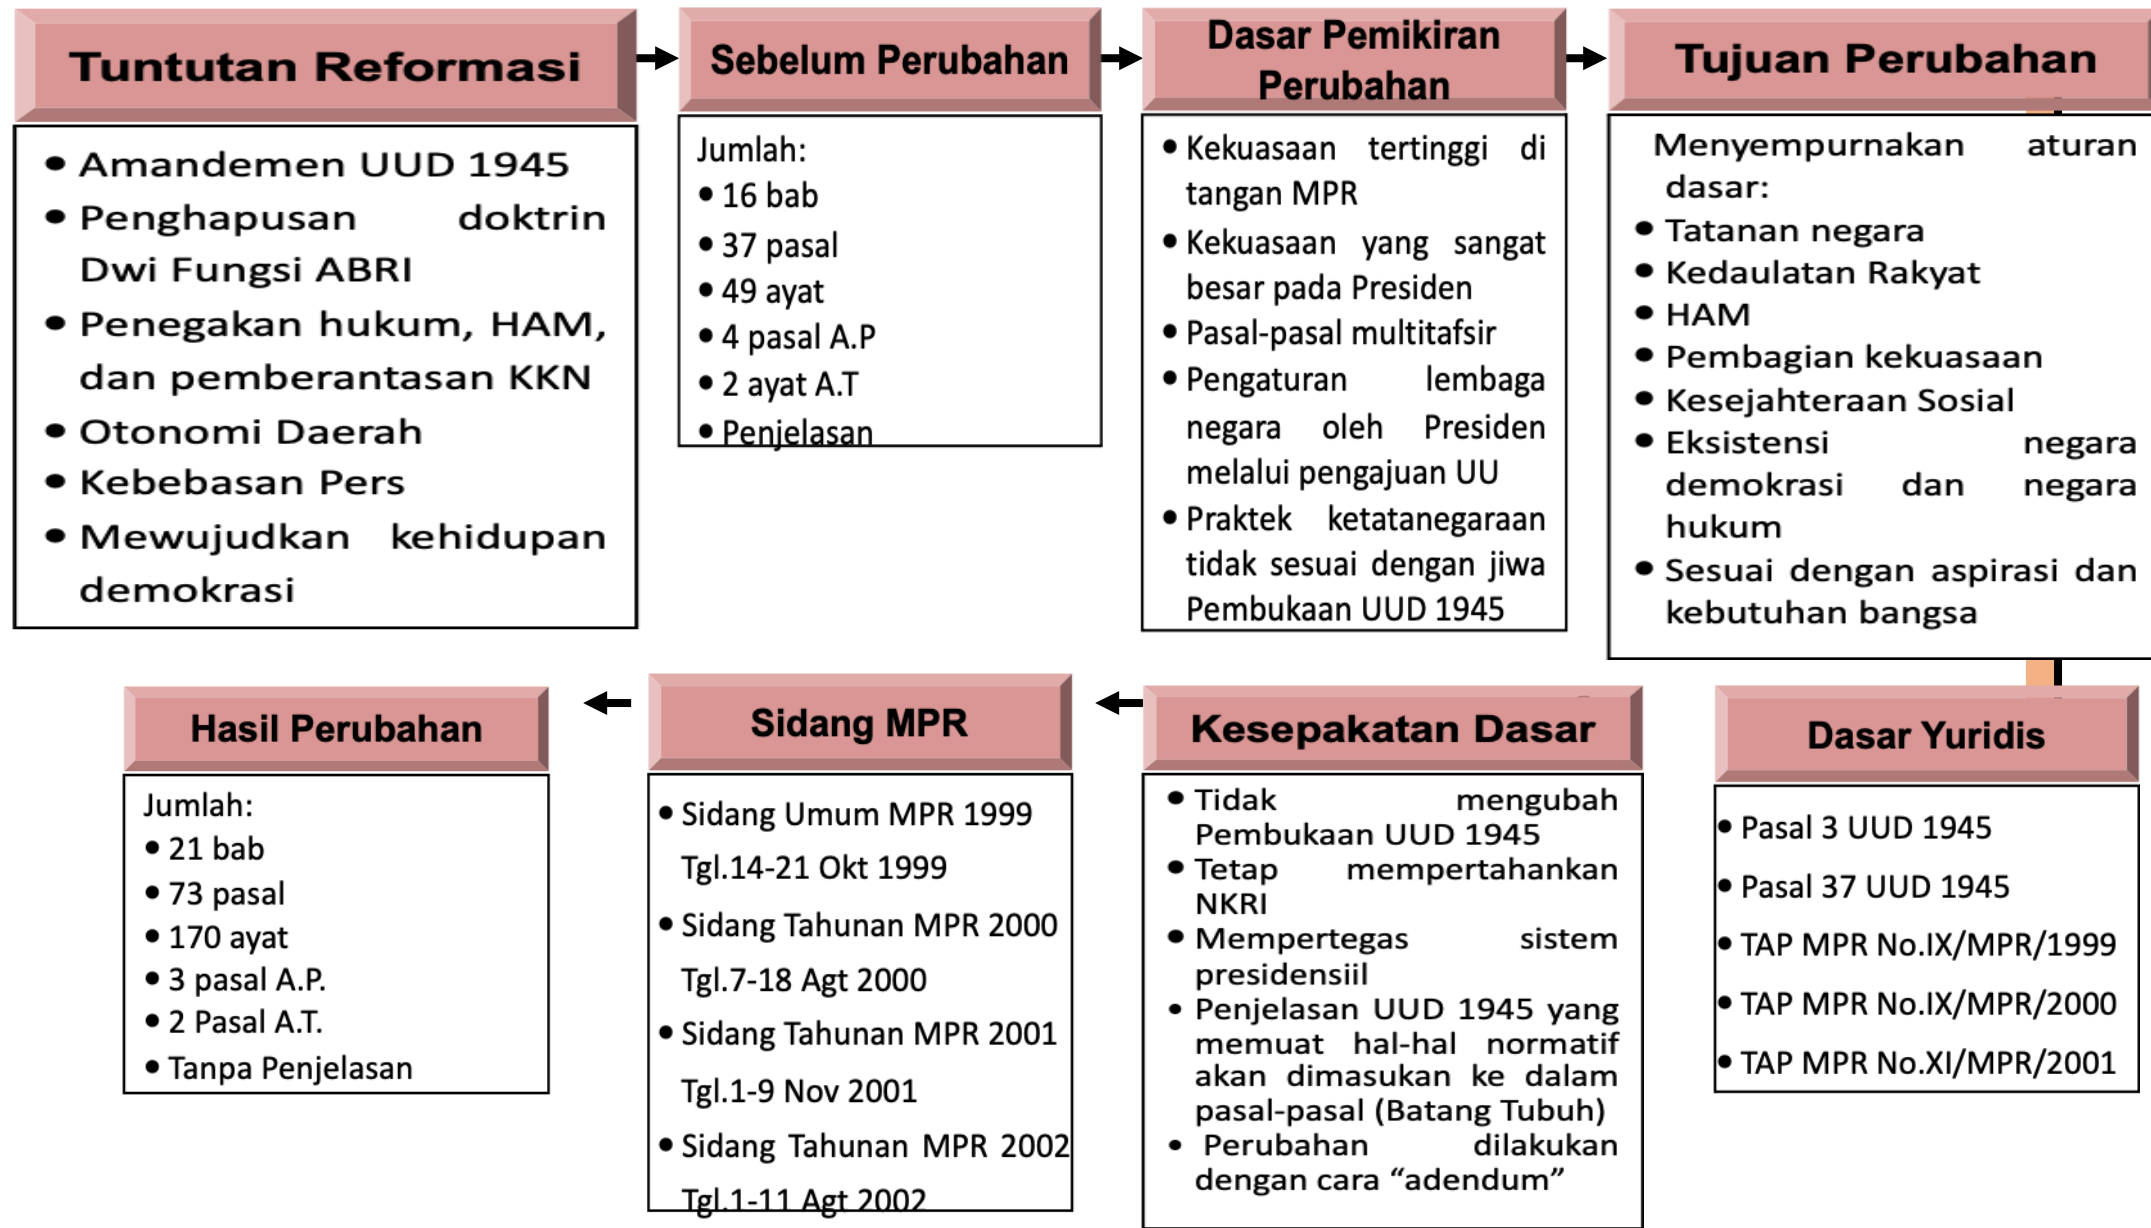 Tuntutan Reformasi
• Amandemen UUD 1945
• Penghapusan doktrin
Dwi Fungsi ABRI
• Penegakan hukum, HAM,
dan pemberantasan KKN
• Otonomi Daerah
• Kebebasan Pers
• Mewujudkan kehidupan
demokrasi
Sebelum Perubahan
Jumlah:
• 16 bab
• 37 pasal
• 49 ayat
• 4 pasal A.P
• 2 ayat A.T
• Penjelasan
Dasar Pemikiran
Perubahan
• Kekuasaan tertinggi di
tangan MPR
• Kekuasaan yang sangat
besar pada Presiden
• Pasal-pasal multitafsir
• Pengaturan lembaga
negara oleh Presiden
melalui pengajuan UU
• Praktek ketatanegaraan
tidak sesuai dengan jiwa
Pembukaan UUD 1945
Tujuan Perubahan
Menyempurnakan aturan
dasar:
• Tatanan negara
• Kedaulatan Rakyat
• HAM
• Pembagian kekuasaan
• Kesejahteraan Sosial
• Eksistensi negara
demokrasi dan negara
hukum
• Sesuai dengan aspirasi dan
kebutuhan bangsa
Dasar Yuridis
• Pasal 3 UUD 1945
• Pasal 37 UUD 1945
• TAP MPR No.IX/MPR/1999
• TAP MPR No.IX/MPR/2000
• TAP MPR No.XI/MPR/2001
Kesepakatan Dasar
• Tidak mengubah
Pembukaan UUD 1945
• Tetap mempertahankan
NKRI
• Mempertegas sistem
presidensiil
• Penjelasan UUD 1945 yang
memuat hal-hal normatif
akan dimasukan ke dalam
pasal-pasal (Batang Tubuh)
• Perubahan dilakukan
dengan cara “adendum”
Sidang MPR
• Sidang Umum MPR 1999
Tgl.14-21 Okt 1999
• Sidang Tahunan MPR 2000
Tgl.7-18 Agt 2000
• Sidang Tahunan MPR 2001
Tgl.1-9 Nov 2001
• Sidang Tahunan MPR 2002
Tgl.1-11 Agt 2002
Hasil Perubahan
Jumlah:
• 21 bab
• 73 pasal
• 170 ayat
• 3 pasal A.P.
• 2 Pasal A.T.
• Tanpa Penjelasan